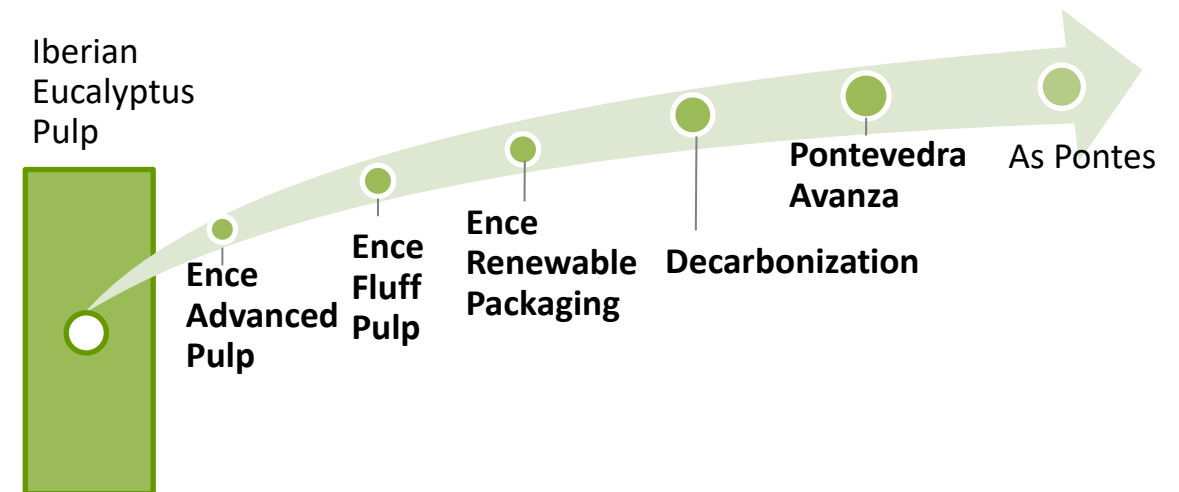 Iberian
Eucalyptus
Pulp
Ence
Advanced
Pulp
Ence
Fluff
Pulp
Ence
Renewable
Packaging
Decarbonization
Pontevedra
Avanza
As Pontes